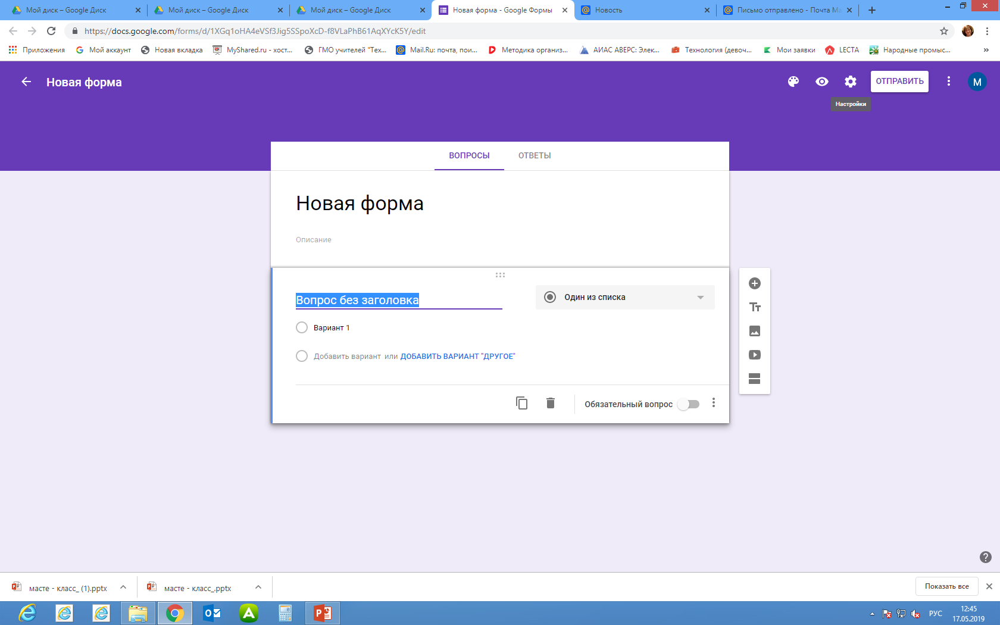 Мой диск – Google Диск
Мой диск – Google Диск
Мой диск – Google Диск
Новая форма - Google Формы
Новость
Письмо отправлено - Почта Ma
https://docs.google.com/forms/d/1XGq1oHA4eVSf3Jig5SSpoXcD-f8VLaPhB61AqXYcK5Y/edit
Приложения
Мой аккаунт
Новая вкладка
MyShared.ru - хост...
ГМО учителей "Тех...
Mail.Ru: почта, пои...
Методика организ...
АИАС АВЕРС: Элек...
Технология (девоч...
Мои заявки
LECTA
Народные промыс...
»
Новая форма
ОТПРАВИТЬ
M
Настройки
ВОПРОСЫ
ОТВЕТЫ
Новая форма
Описание
Вопрос без заголовка
Один из списка
Вариант 1
Добавить вариант или ДОБАВИТЬ ВАРИАНТ "ДРУГОЕ"
Обязательный вопрос
масте - класс_ (1).pptx
масте - класс_.pptx
Показать все
РУС
12:45
17.05.2019